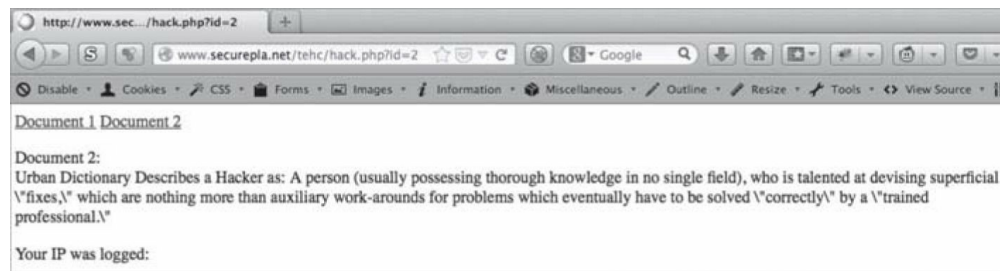 http://www.sec.../hack.php?id=2
www.securepla.net/tehc/hack.php?id=2 Google
Disable Cookies CSS Forms Images Information Miscellaneous Outline Resize Tools View Source
Document 1 Document 2
Document 2:
Urban Dictionary Describes a Hacker as: A person (usually possessing thorough knowledge in no single field), who is talented at devising superficial
\"fixes,\" which are nothing more than auxiliary work-arounds for problems which eventually have to be solved \"correctly\" by a \"trained
professional.\"
Your IP was logged: